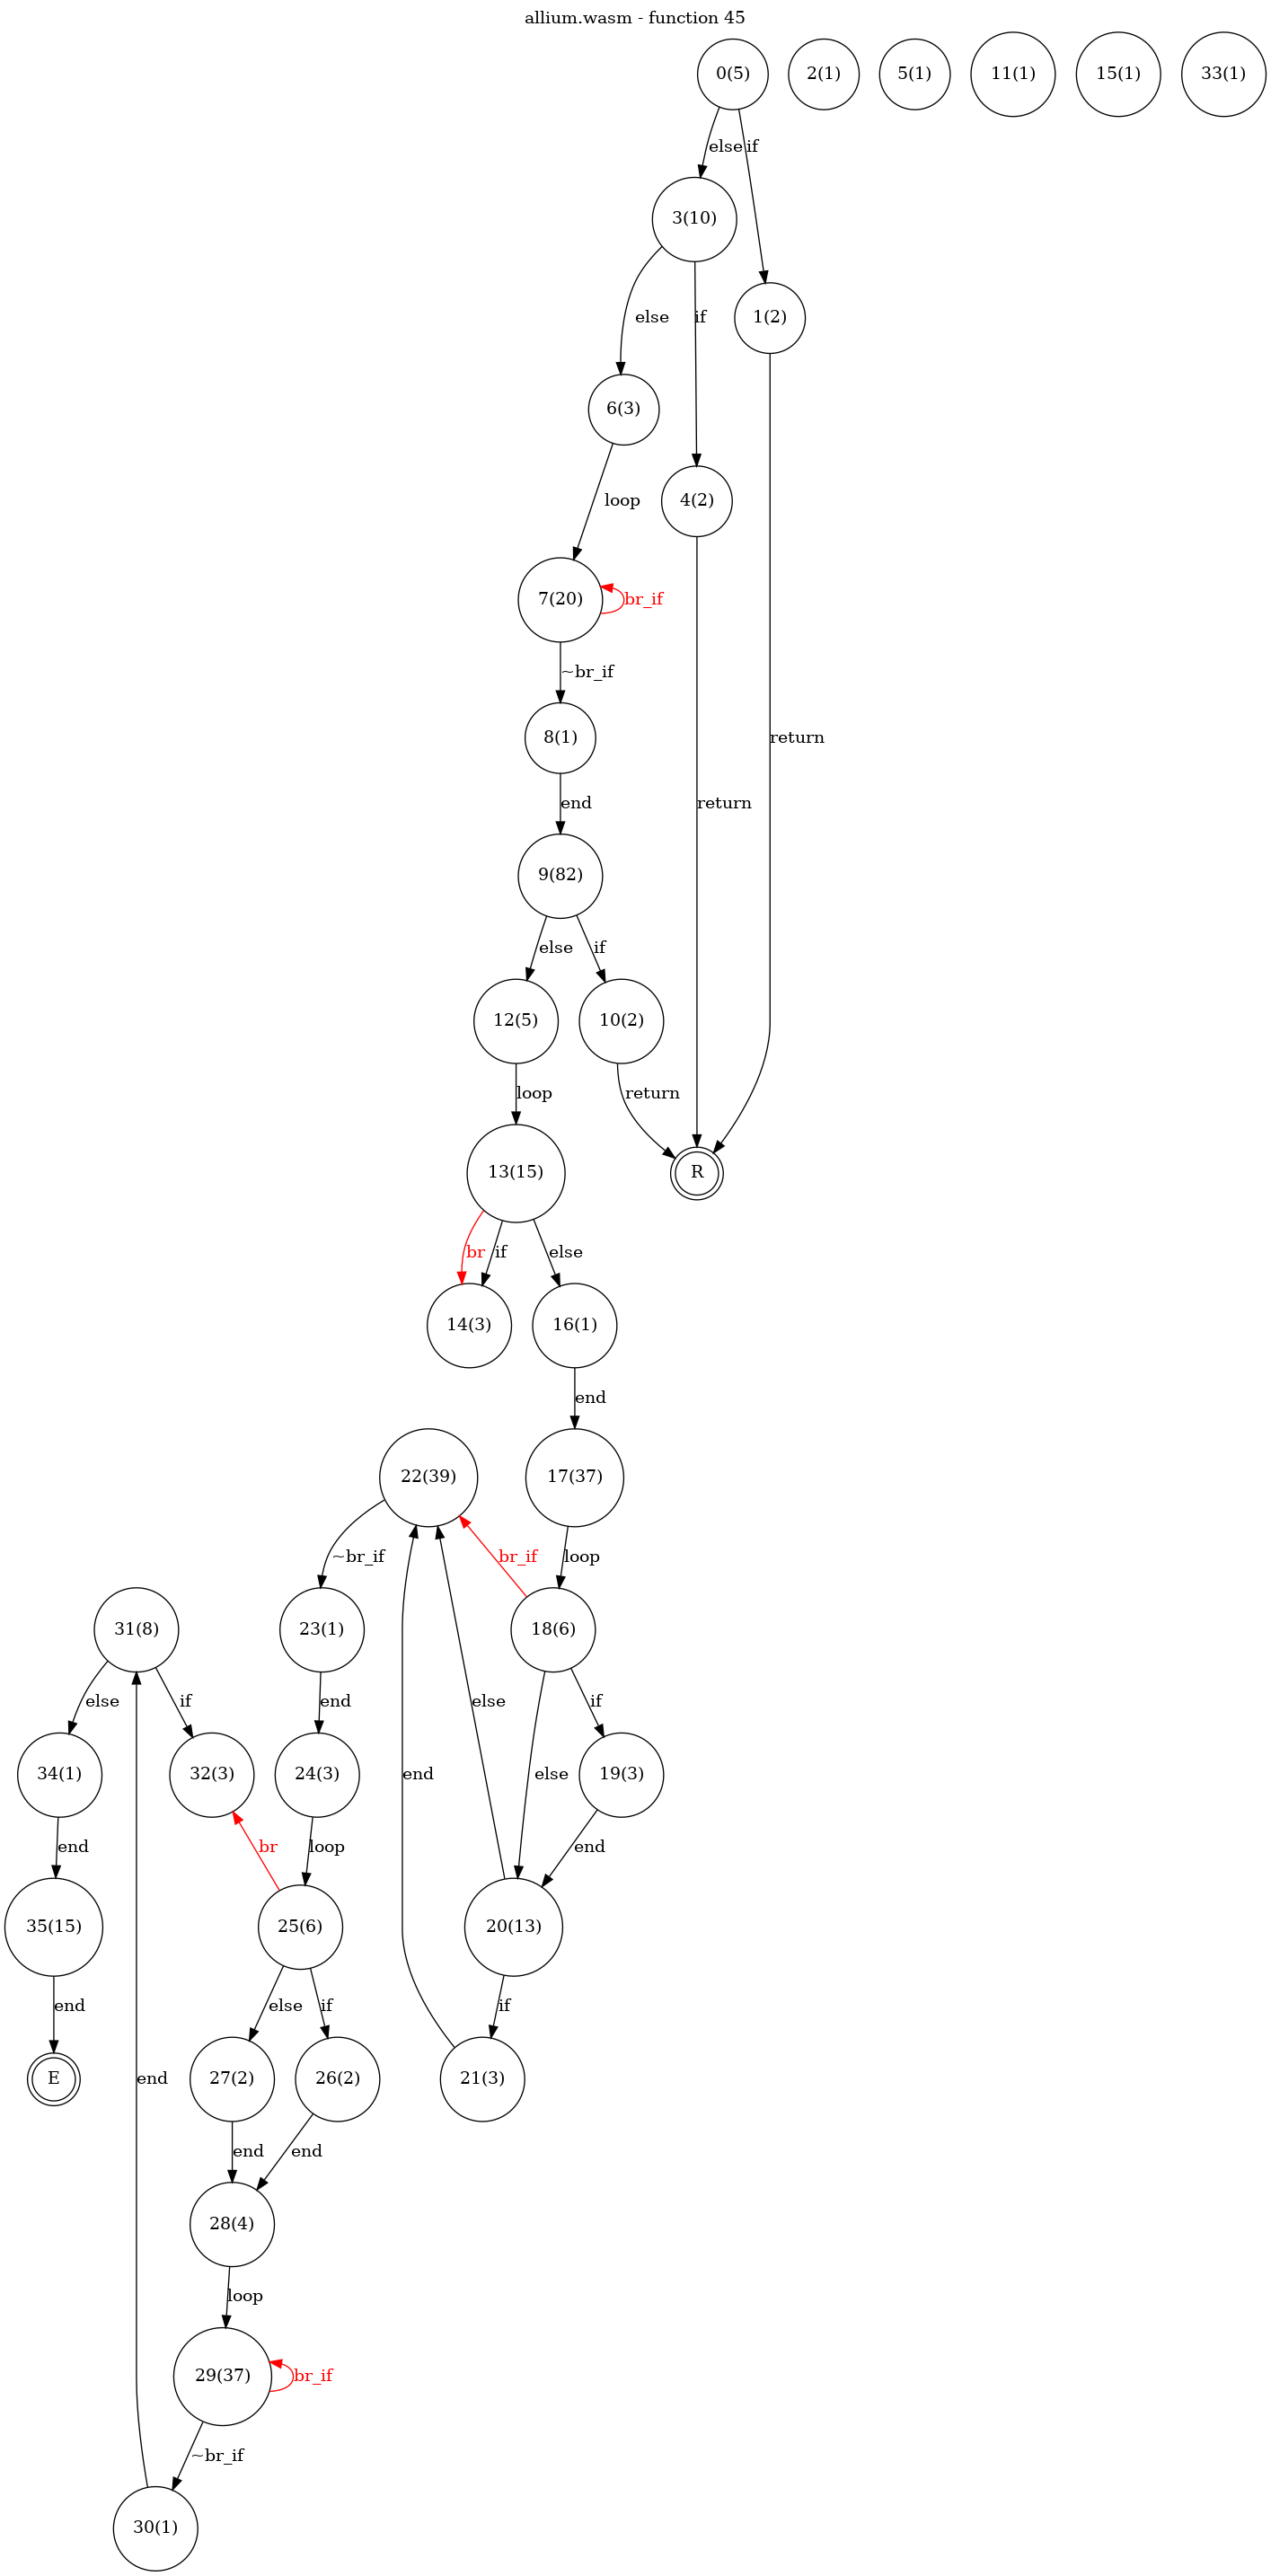 allium.wasm - function 45
0(5)
2(1)
5(1)
11(1)
15(1)
33(1)
else
if
3(10)
1(2)
else
if
6(3)
4(2)
loop
7(20)
br_if
~br_if
8(1)
return
end
return
9(82)
else
if
12(5)
10(2)
loop
return
13(15)
R
br
if
else
14(3)
16(1)
end
22(39)
17(37)
~br_if
br_if
loop
31(8)
23(1)
18(6)
else
if
end
else
if
34(1)
32(3)
24(3)
end
else
19(3)
end
br
loop
end
35(15)
25(6)
20(13)
end
else
if
if
E
end
27(2)
26(2)
21(3)
end
end
28(4)
loop
29(37)
br_if
~br_if
30(1)